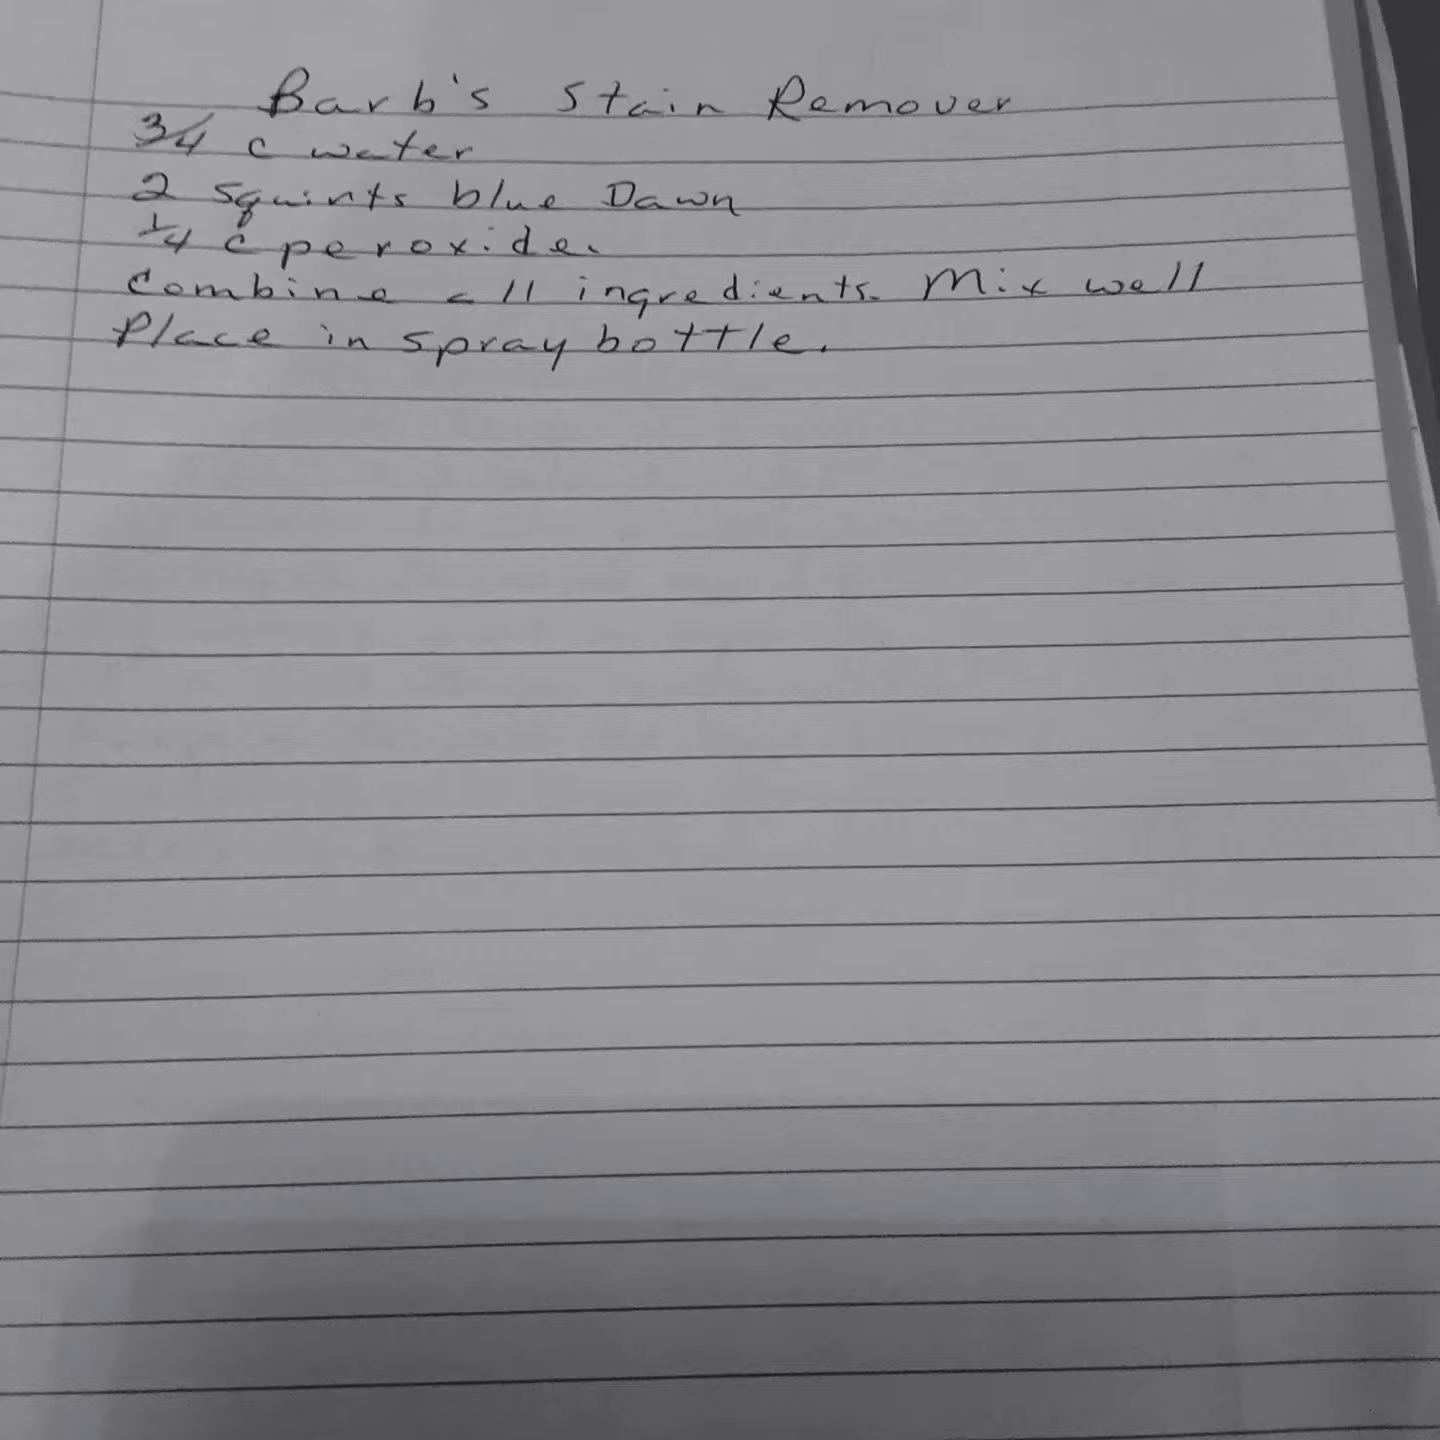 Barb's Stain Remover
3/4 c water
2 squirts blue Dawn
1/4 c peroxide.
Combine all ingredients. Mix well
Place in spray bottle.